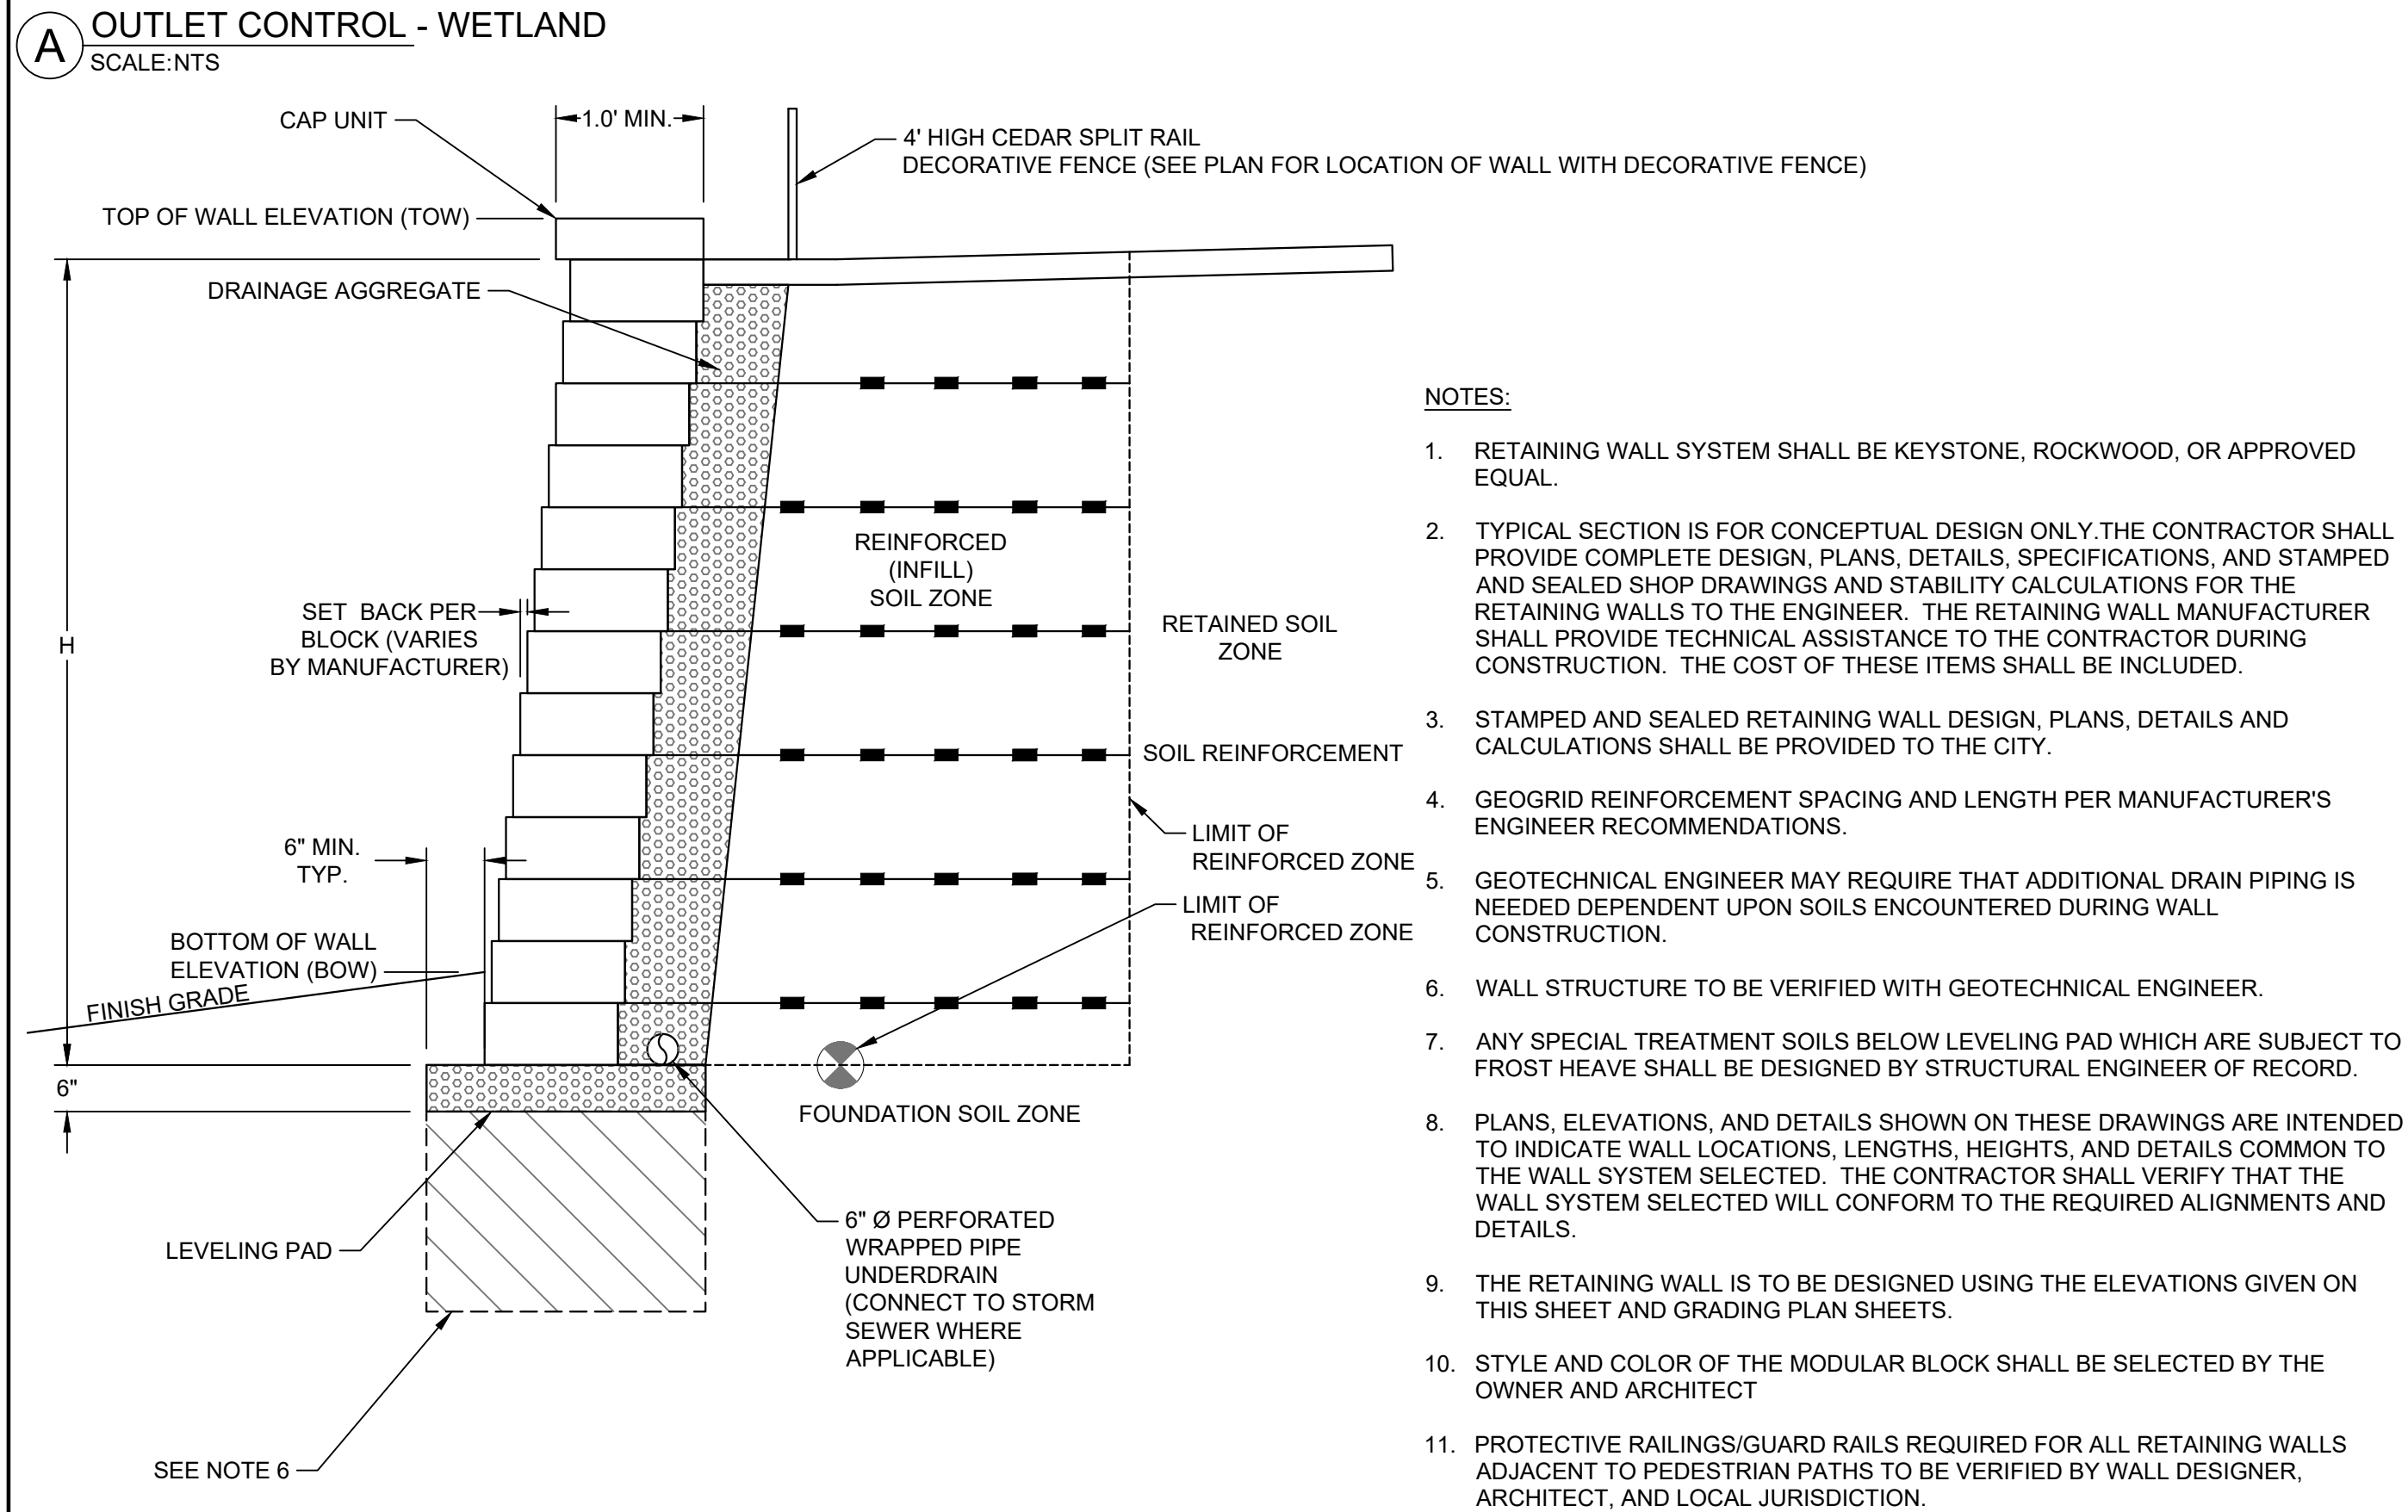 A
OUTLET CONTROL - WETLAND
SCALE:NTS
CAP UNIT
1.0' MIN.
4' HIGH CEDAR SPLIT RAIL
DECORATIVE FENCE (SEE PLAN FOR LOCATION OF WALL WITH DECORATIVE FENCE)
TOP OF WALL ELEVATION (TOW)
DRAINAGE AGGREGATE
REINFORCED
(INFILL)
SOIL ZONE
SET BACK PER
BLOCK (VARIES
BY MANUFACTURER)
H
RETAINED SOIL
ZONE
SOIL REINFORCEMENT
LIMIT OF
REINFORCED ZONE
6" MIN.
TYP.
LIMIT OF
REINFORCED ZONE
BOTTOM OF WALL
ELEVATION (BOW)
FINISH GRADE
6"
FOUNDATION SOIL ZONE
LEVELING PAD
6" Ø PERFORATED
WRAPPED PIPE
UNDERDRAIN
(CONNECT TO STORM
SEWER WHERE
APPLICABLE)
SEE NOTE 6
NOTES:
1. RETAINING WALL SYSTEM SHALL BE KEYSTONE, ROCKWOOD, OR APPROVED
EQUAL.
2. TYPICAL SECTION IS FOR CONCEPTUAL DESIGN ONLY.THE CONTRACTOR SHALL
PROVIDE COMPLETE DESIGN, PLANS, DETAILS, SPECIFICATIONS, AND STAMPED
AND SEALED SHOP DRAWINGS AND STABILITY CALCULATIONS FOR THE
RETAINING WALLS TO THE ENGINEER. THE RETAINING WALL MANUFACTURER
SHALL PROVIDE TECHNICAL ASSISTANCE TO THE CONTRACTOR DURING
CONSTRUCTION. THE COST OF THESE ITEMS SHALL BE INCLUDED.
3. STAMPED AND SEALED RETAINING WALL DESIGN, PLANS, DETAILS AND
CALCULATIONS SHALL BE PROVIDED TO THE CITY.
4. GEOGRID REINFORCEMENT SPACING AND LENGTH PER MANUFACTURER'S
ENGINEER RECOMMENDATIONS.
5. GEOTECHNICAL ENGINEER MAY REQUIRE THAT ADDITIONAL DRAIN PIPING IS
NEEDED DEPENDENT UPON SOILS ENCOUNTERED DURING WALL
CONSTRUCTION.
6. WALL STRUCTURE TO BE VERIFIED WITH GEOTECHNICAL ENGINEER.
7. ANY SPECIAL TREATMENT SOILS BELOW LEVELING PAD WHICH ARE SUBJECT TO
FROST HEAVE SHALL BE DESIGNED BY STRUCTURAL ENGINEER OF RECORD.
8. PLANS, ELEVATIONS, AND DETAILS SHOWN ON THESE DRAWINGS ARE INTENDED
TO INDICATE WALL LOCATIONS, LENGTHS, HEIGHTS, AND DETAILS COMMON TO
THE WALL SYSTEM SELECTED. THE CONTRACTOR SHALL VERIFY THAT THE
WALL SYSTEM SELECTED WILL CONFORM TO THE REQUIRED ALIGNMENTS AND
DETAILS.
9. THE RETAINING WALL IS TO BE DESIGNED USING THE ELEVATIONS GIVEN ON
THIS SHEET AND GRADING PLAN SHEETS.
10. STYLE AND COLOR OF THE MODULAR BLOCK SHALL BE SELECTED BY THE
OWNER AND ARCHITECT
11. PROTECTIVE RAILINGS/GUARD RAILS REQUIRED FOR ALL RETAINING WALLS
ADJACENT TO PEDESTRIAN PATHS TO BE VERIFIED BY WALL DESIGNER,
ARCHITECT, AND LOCAL JURISDICTION.